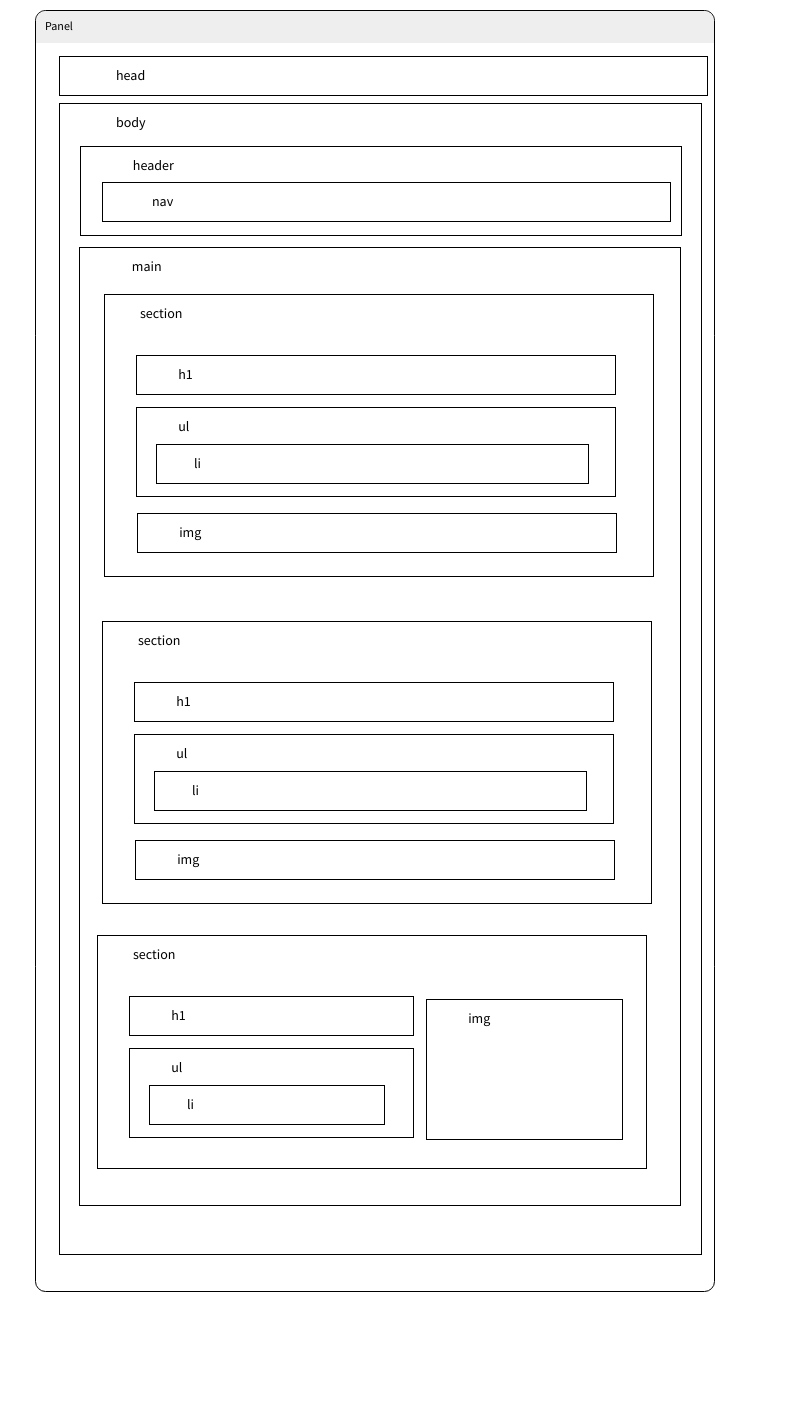 Panel
head
body
header
nav
main
section
h1
ul
li
img
section
h1
ul
li
img
section
h1
img
ul
li